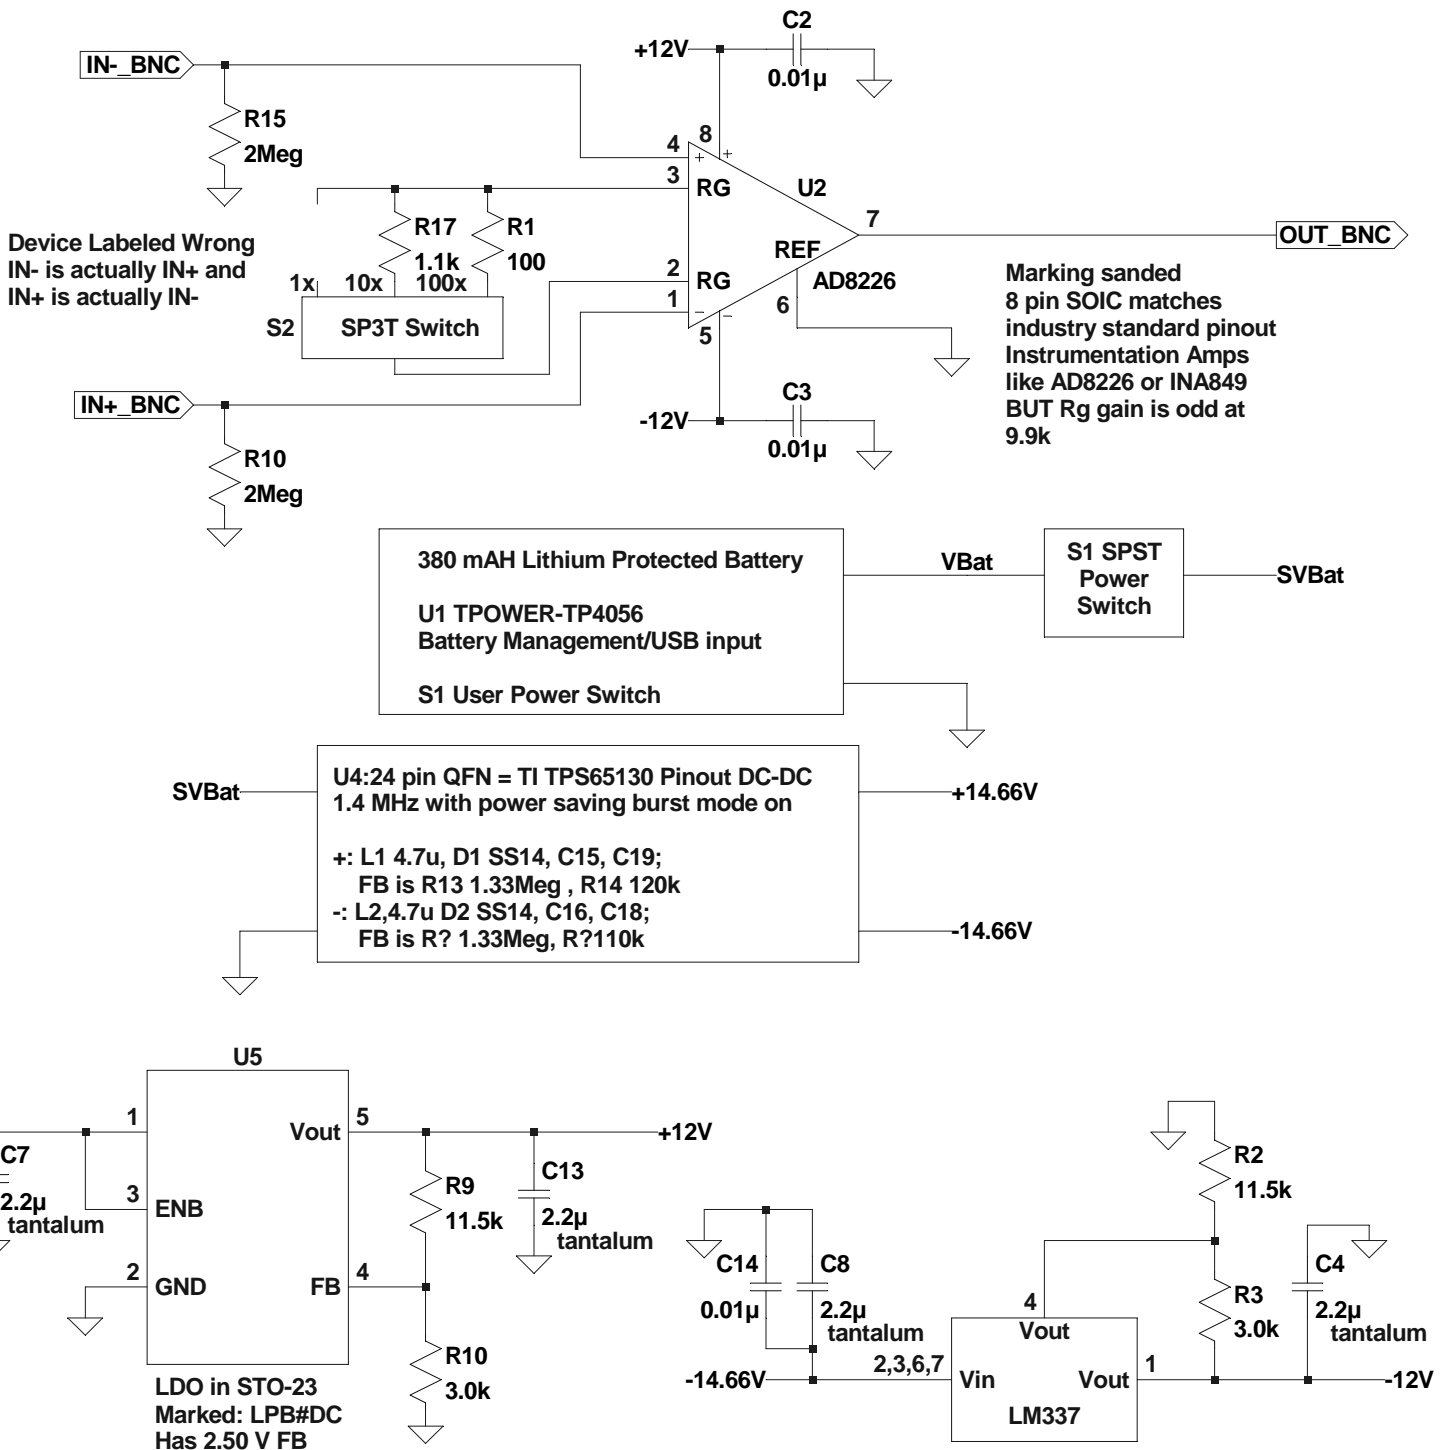 C2
+12V
0.01µ
IN-_BNC
R15
2Meg
8
4
3
RG
U2
7
OUT_BNC
R17
1.1k
R1
100
REF
AD8226
2
RG
1
6
5
1x
10x
100x
S2
SP3T Switch
Device Labeled Wrong
IN- is actually IN+ and
IN+ is actually IN-
Marking sanded
8 pin SOIC matches
industry standard pinout
Instrumentation Amps
like AD8226 or INA849
BUT Rg gain is odd at
9.9k
IN+_BNC
C3
-12V
0.01µ
R10
2Meg
380 mAH Lithium Protected Battery
U1 TPOWER-TP4056
Battery Management/USB input
S1 User Power Switch
VBat
S1 SPST
Power
Switch
SVBat
SVBat
U4:24 pin QFN = TI TPS65130 Pinout DC-DC
1.4 MHz with power saving burst mode on
+: L1 4.7u, D1 SS14, C15, C19;
FB is R13 1.33Meg , R14 120k
-: L2,4.7u D2 SS14, C16, C18;
FB is R? 1.33Meg, R?110k
+14.66V
-14.66V
U5
1
Vout
5
+12V
C7
2.2µ
tantalum
3
ENB
R9
11.5k
C13
2.2µ
tantalum
2
GND
FB
4
R10
3.0k
LDO in STO-23
Marked: LPB#DC
Has 2.50 V FB
R2
11.5k
C14
0.01µ
C8
2.2µ
tantalum
4
Vout
R3
3.0k
C4
2.2µ
tantalum
-14.66V
2,3,6,7
Vin
Vout
1
-12V
LM337